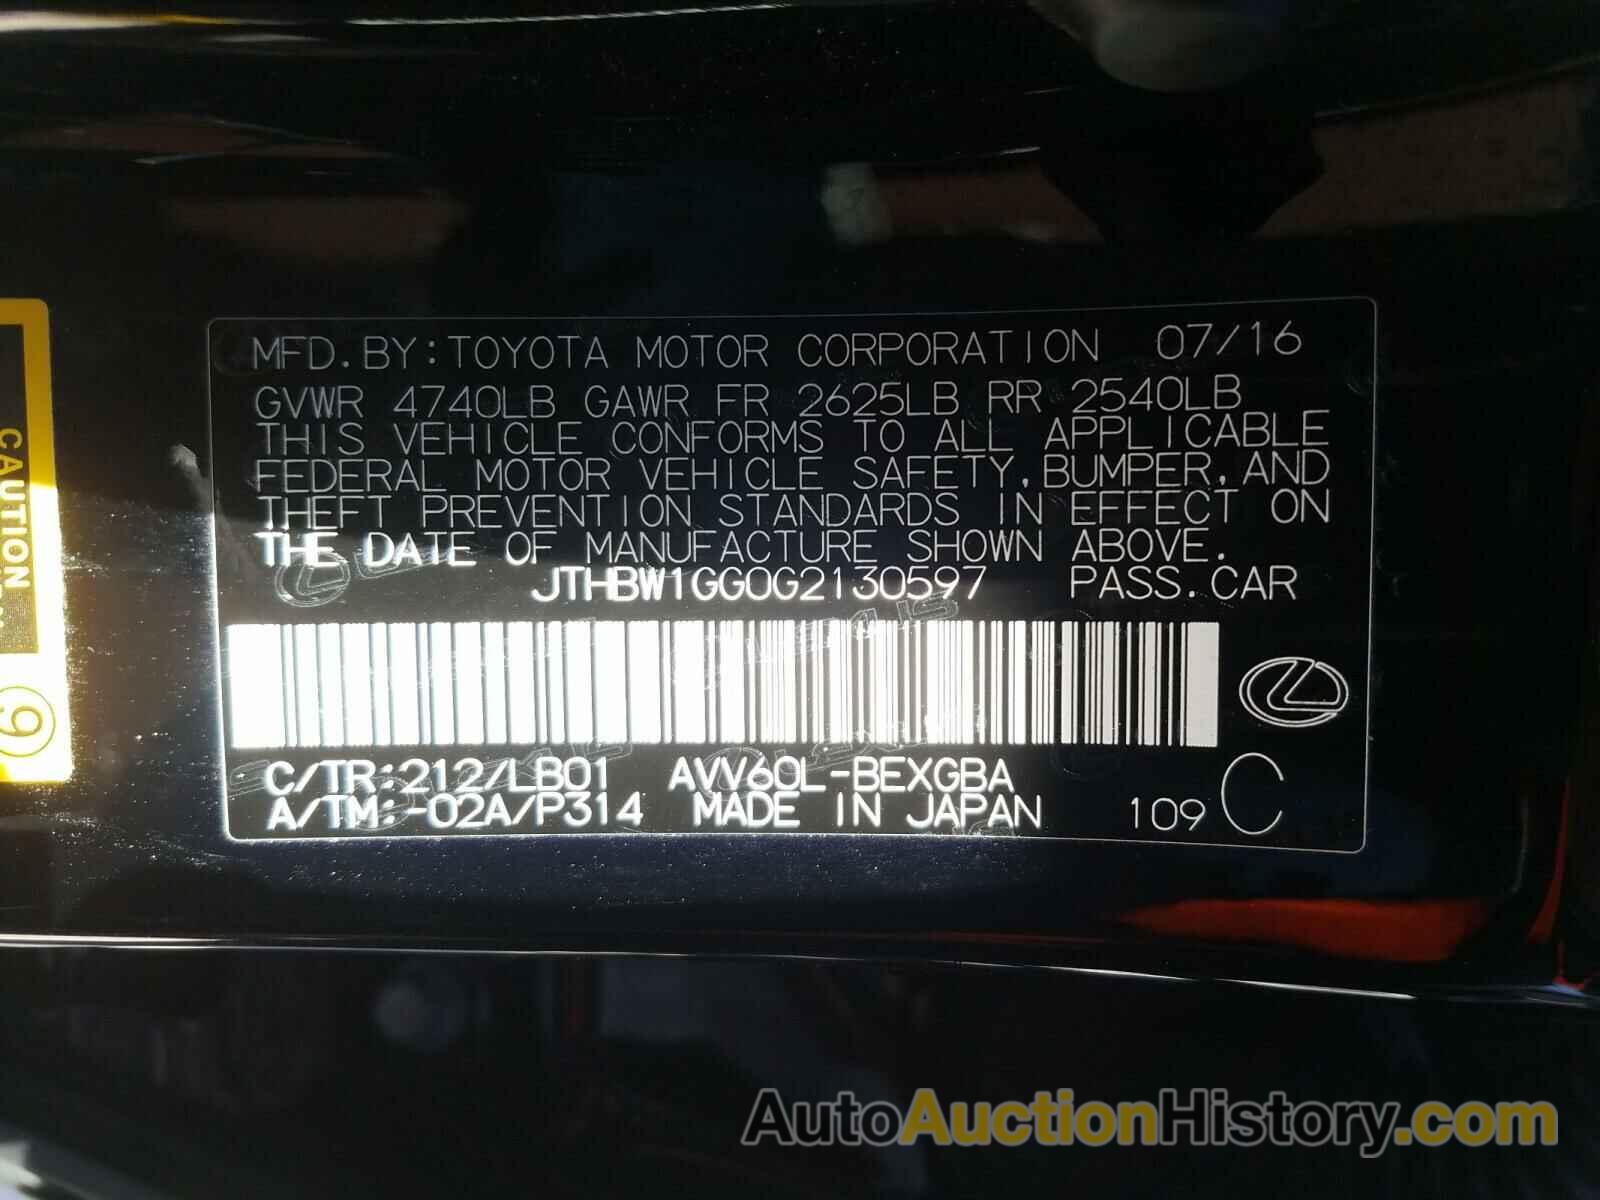 MFD.BY:TOYOTA MOTOR CORPORATION 07/16
GVWR 4740LB GAWR FR 2625LB RR 2540LB
THIS VEHICLE CONFORMS TO ALL APPLICABLE
FEDERAL MOTOR VEHICLE SAFETY,BUMPER,AND
THEFT PREVENTION STANDARDS IN EFFECT ON
THE DATE OF MANUFACTURE SHOWN ABOVE.
JTHBW1GG0G2130597 PASS.CAR
C/TR:212/LB01 AVV60L-BEXGBA
A/TM:-02A/P314 MADE IN JAPAN 109 C
CAUTION
9
AutoAuctionHistory.com